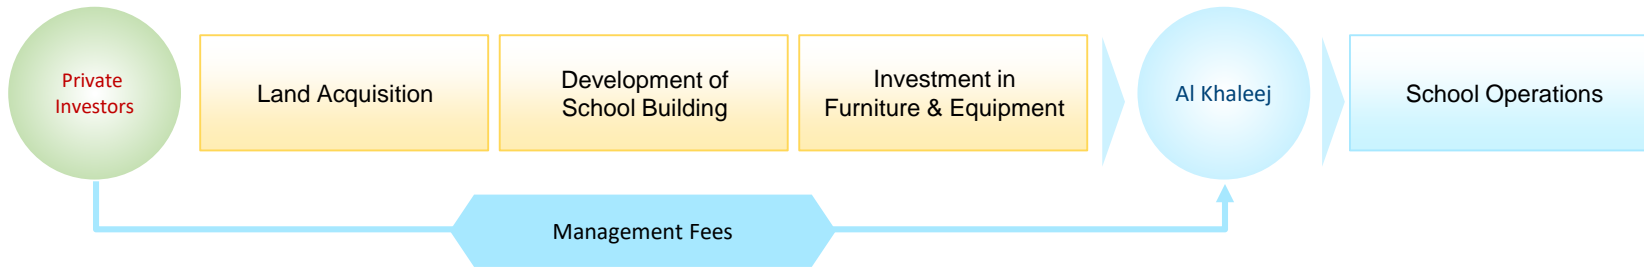 Private
Investors
Land Acquisition
Development of
School Building
Investment in
Furniture & Equipment
Al Khaleej
School Operations
Management Fees